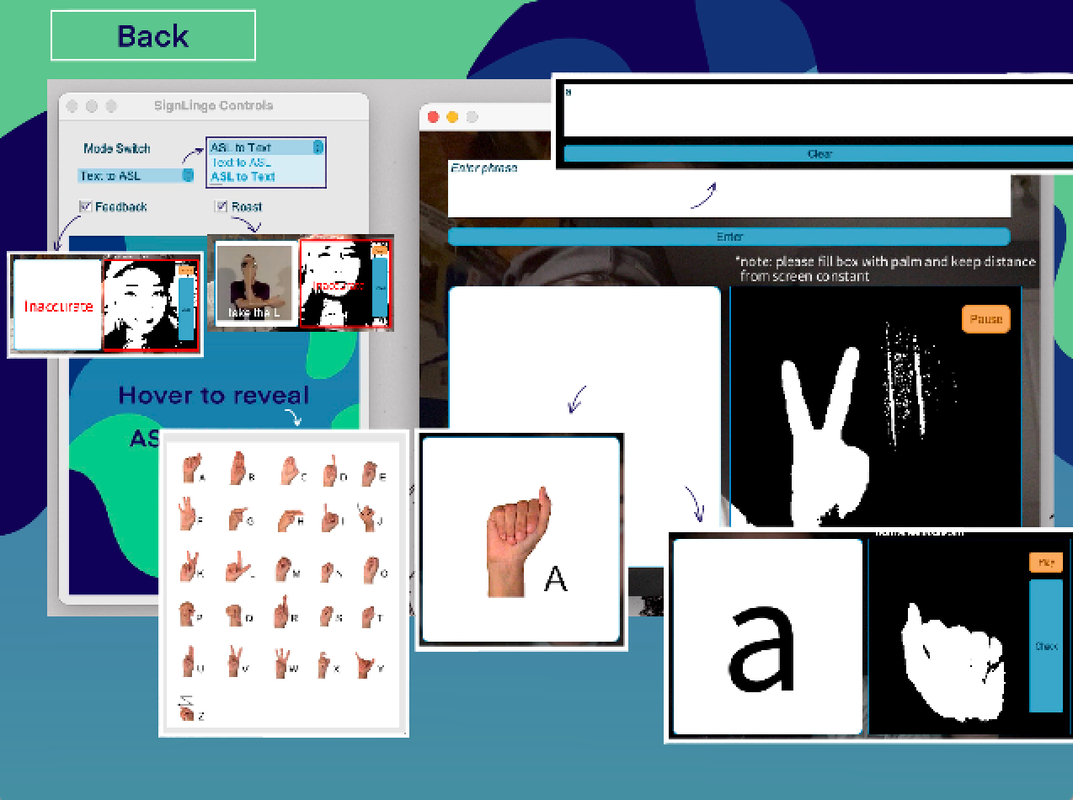 Back
SignLingo Controls
Mode Switch
Text to ASL
ASL to Text
Text to ASL
ASL to Text
Feedback
Roast
Inaccurate
Take the L
Inaccurate
Hover to reveal
AS
A B C D E
F G H I J
K L M N O
P Q R S T
U V W X Y
Z
a
Clear
Enter phrase
Enter
*note: please fill box with palm and keep distance
from screen constant
Pause
A
a
Play
Check